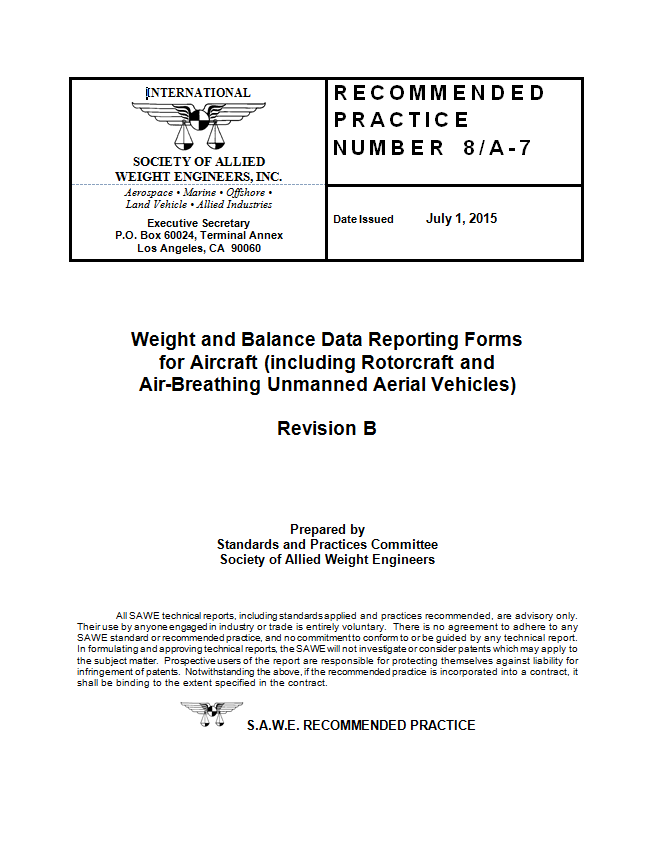 INTERNATIONAL
SOCIETY OF ALLIED
WEIGHT ENGINEERS, INC.
Aerospace • Marine • Offshore •
Land Vehicle • Allied Industries
Executive Secretary
P.O. Box 60024, Terminal Annex
Los Angeles, CA 90060
RECOMMENDED
PRACTICE
NUMBER 8/A-7
Date Issued July 1, 2015
Weight and Balance Data Reporting Forms
for Aircraft (including Rotorcraft and
Air-Breathing Unmanned Aerial Vehicles)
Revision B
Prepared by
Standards and Practices Committee
Society of Allied Weight Engineers
All SAWE technical reports, including standards applied and practices recommended, are advisory only.
Their use by anyone engaged in industry or trade is entirely voluntary. There is no agreement to adhere to any
SAWE standard or recommended practice, and no commitment to conform to or be guided by any technical report.
In formulating and approving technical reports, the SAWE will not investigate or consider patents which may apply to
the subject matter. Prospective users of the report are responsible for protecting themselves against liability for
infringement of patents. Notwithstanding the above, if the recommended practice is incorporated into a contract, it
shall be binding to the extent specified in the contract.
S.A.W.E. RECOMMENDED PRACTICE